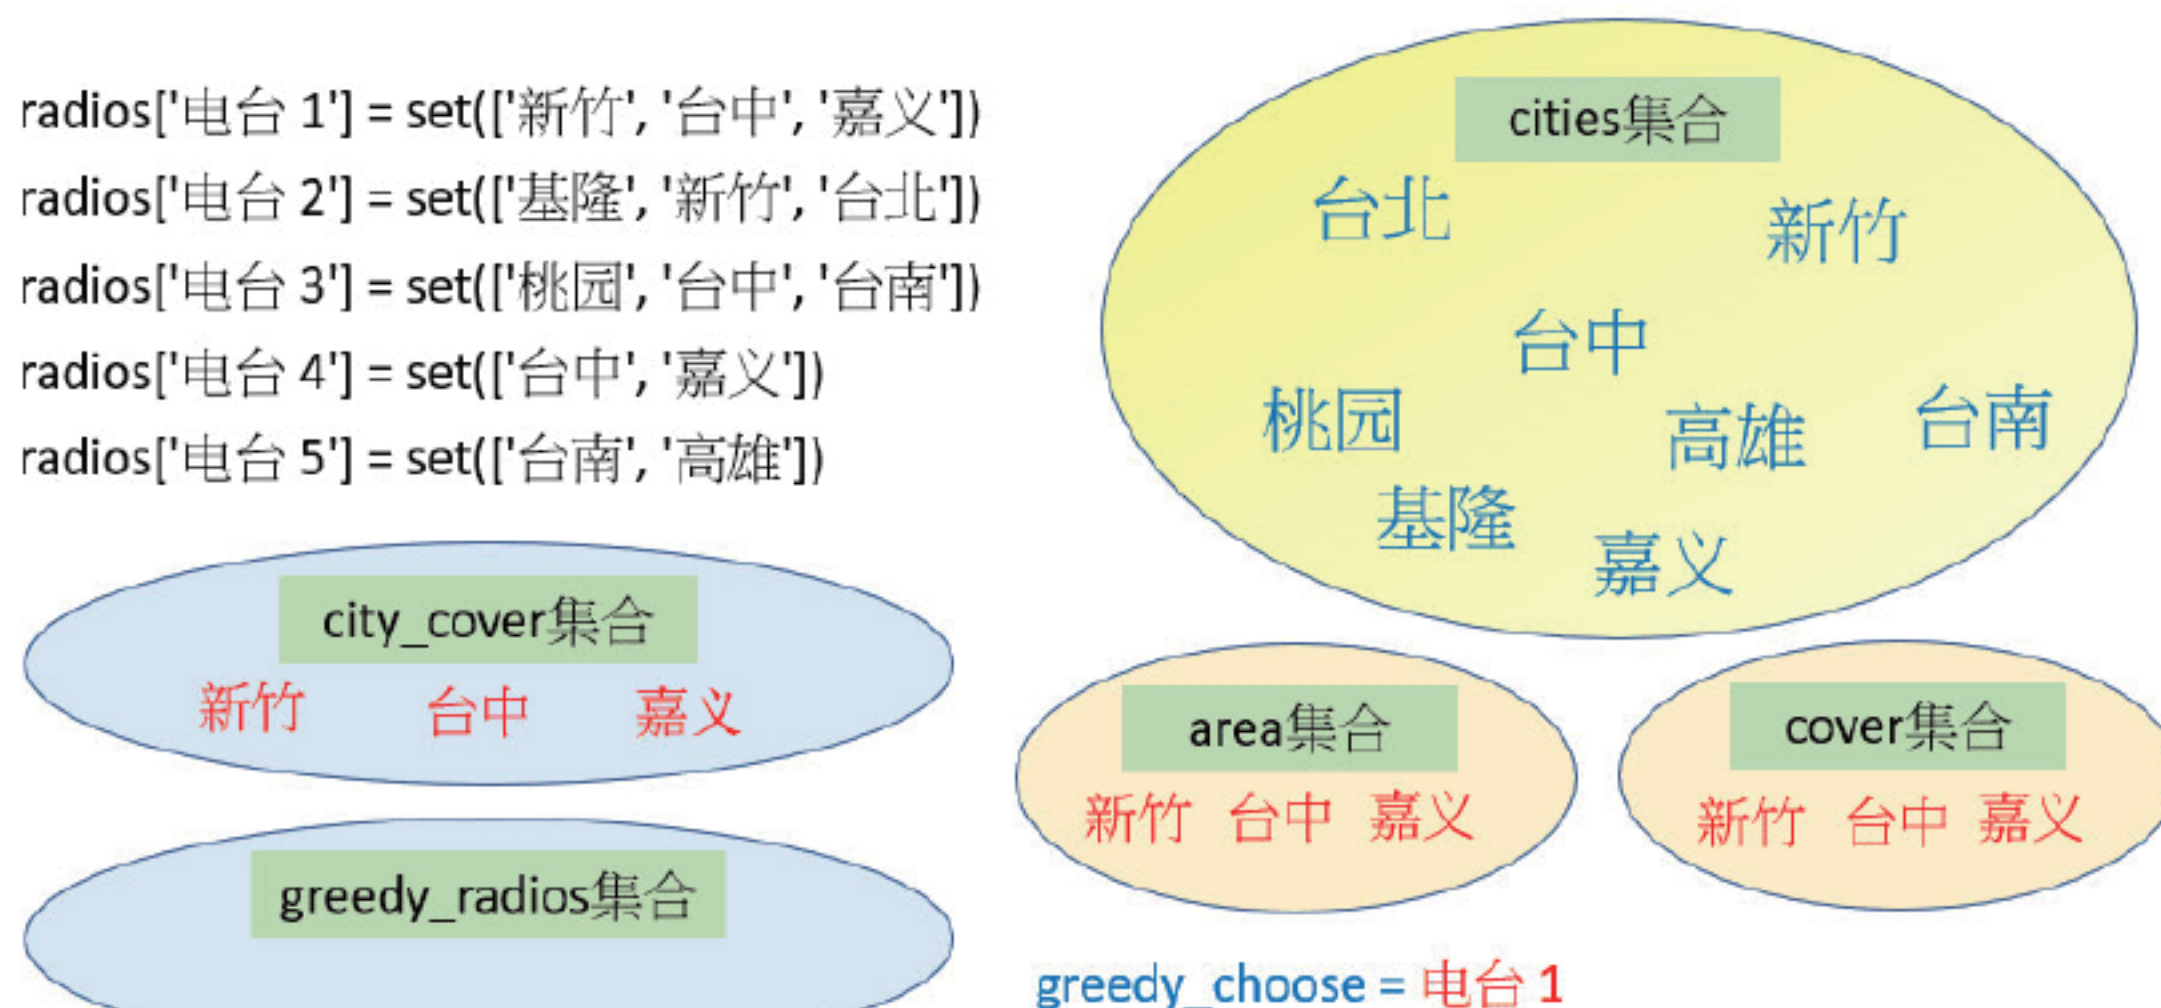 radios['电台 1'] = set(['新竹', '台中', '嘉义'])
radios['电台 2'] = set(['基隆', '新竹', '台北'])
radios['电台 3'] = set(['桃园', '台中', '台南'])
radios['电台 4'] = set(['台中', '嘉义'])
radios['电台 5'] = set(['台南', '高雄'])
cities集合
台北 新竹
台中
桃园 高雄 台南
基隆 嘉义
city_cover集合
新竹 台中 嘉义
area集合
新竹 台中 嘉义
cover集合
新竹 台中 嘉义
greedy_radios集合
greedy_choose = 电台 1